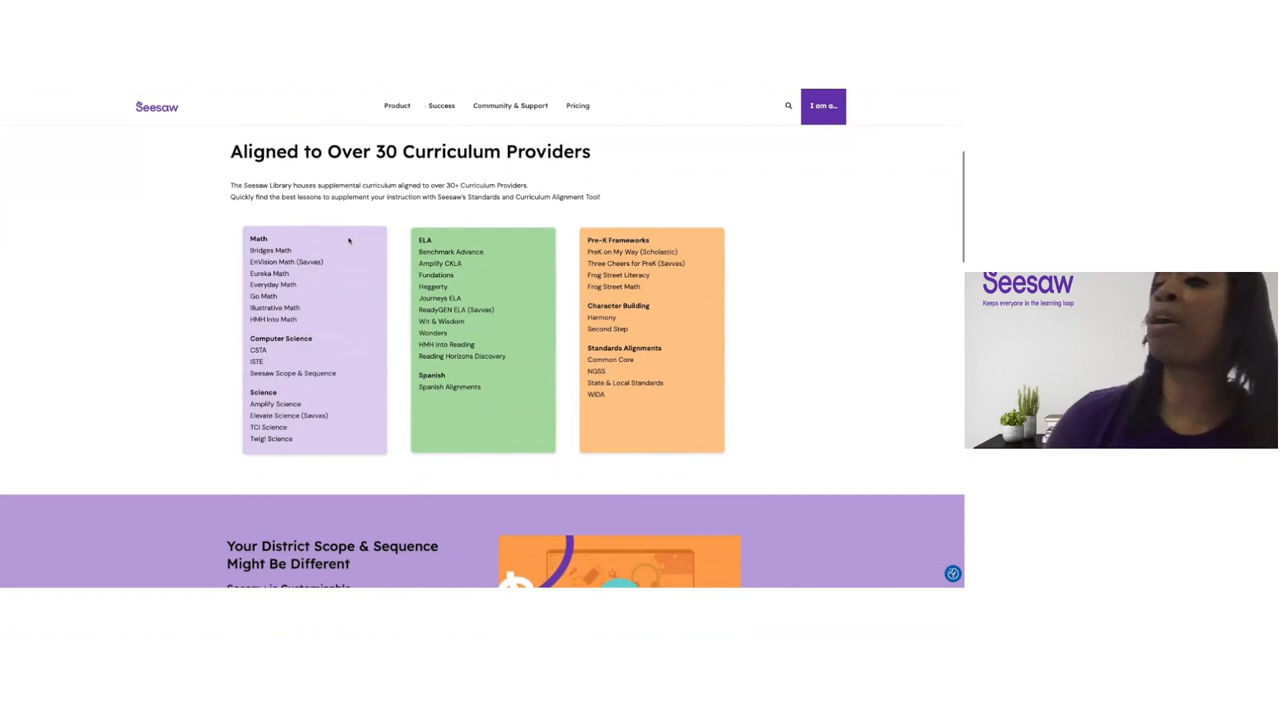 Seesaw
Product
Success
Community & Support
Pricing
I am a...
Aligned to Over 30 Curriculum Providers
The Seesaw Library houses supplemental curriculum aligned to over 30+ Curriculum Providers.
Quickly find the best lessons to supplement your instruction with Seesaw's Standards and Curriculum Alignment Tool!
Math
Bridges Math
EnVision Math (Savvas)
Eureka Math
Everyday Math
Go Math
Illustrative Math
HMH Into Math
Computer Science
CSTA
ISTE
Seesaw Scope & Sequence
Science
Amplify Science
Elevate Science (Savvas)
TCI Science
Twig! Science
ELA
Benchmark Advance
Amplify CKLA
Fundations
Heggerty
Journeys ELA
ReadyGEN ELA (Savvas)
Wit & Wisdom
Wonders
HMH Into Reading
Reading Horizons Discovery
Spanish
Spanish Alignments
Pre-K Frameworks
PreK on My Way (Scholastic)
Three Cheers for PreK (Savvas)
Frog Street Literacy
Frog Street Math
Character Building
Harmony
Second Step
Standards Alignments
Common Core
NGSS
State & Local Standards
WIDA
Your District Scope & Sequence
Might Be Different
Seesaw is Customizable
Seesaw
Keeps everyone in the learning loop